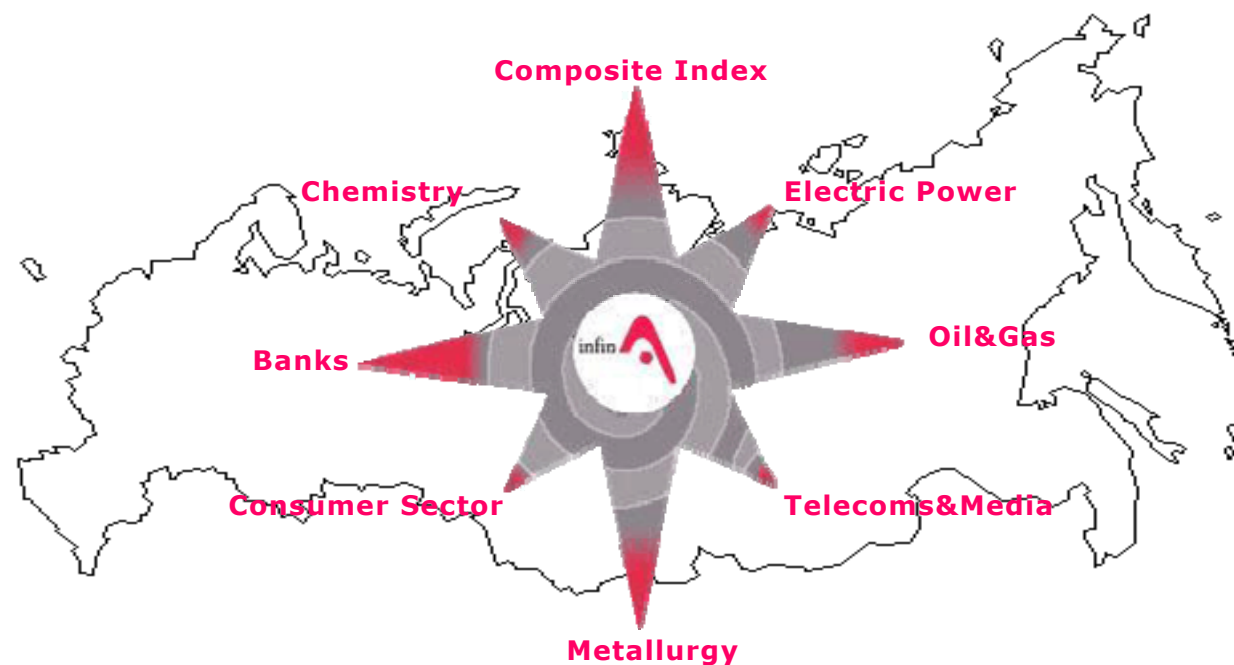 Composite Index
Chemistry
Electric Power
infin
Oil&Gas
Banks
Consumer Sector
Telecoms&Media
Metallurgy